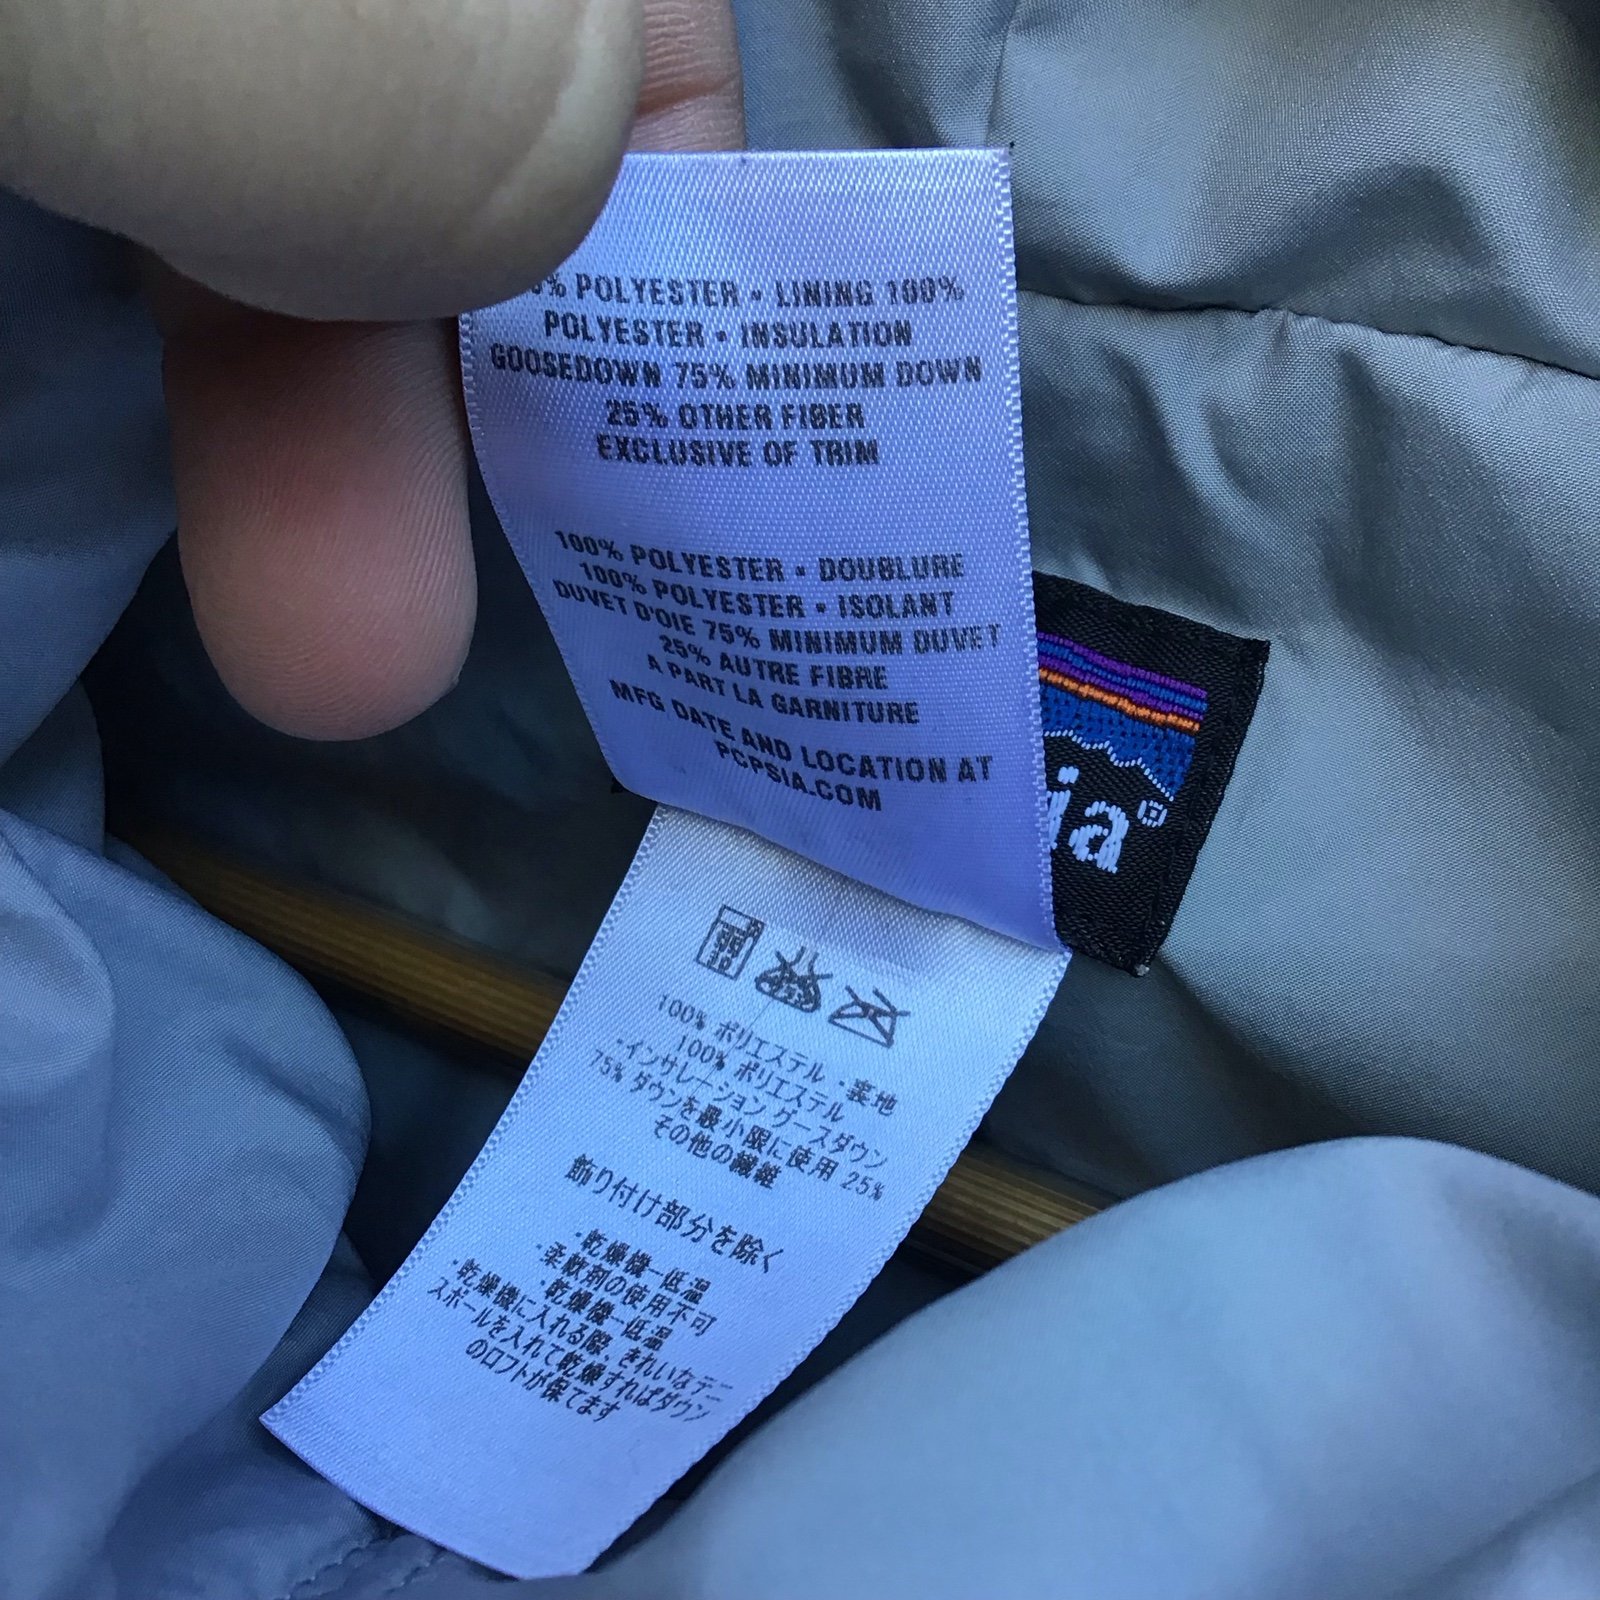 % POLYESTER • LINING 100%
POLYESTER • INSULATION
GOOSEDOWN 75% MINIMUM DOWN
25% OTHER FIBER
EXCLUSIVE OF TRIM
100% POLYESTER • DOUBLURE
100% POLYESTER • ISOLANT
DUVET D'OIE 75% MINIMUM DUVET
25% AUTRE FIBRE
A PART LA GARNITURE
MFG DATE AND LOCATION AT
PCPSIA.COM
ia®
100% ポリエステル・裏地
100% ポリエステル
・インサレーション グースダウン
75% ダウンを最小限に使用 25%
その他の繊維
飾り付け部分を除く
・乾燥機-低温
・柔軟剤の使用不可
・乾燥機-低温
・乾燥機に入れる際、きれいなテニ
スボールを入れて乾燥すればダウン
のロフトが保てます